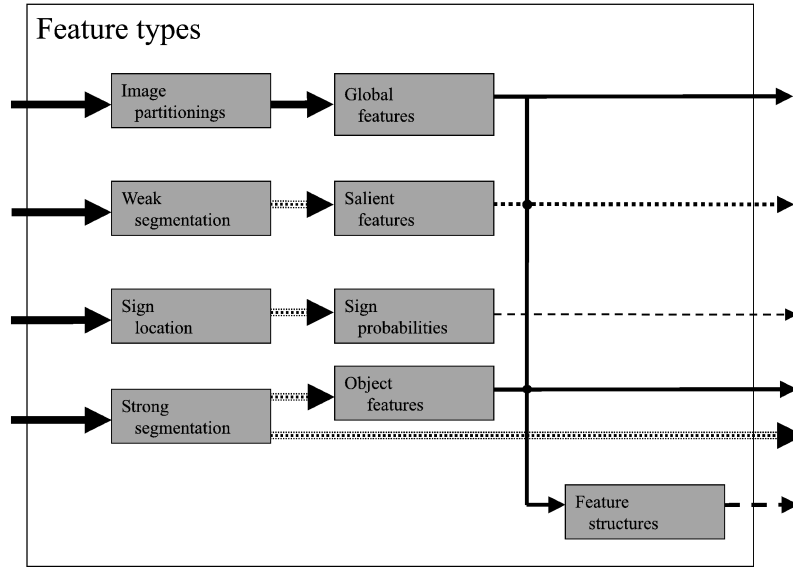 Feature types
Image
partitionings
Global
features
Weak
segmentation
Salient
features
Sign
location
Sign
probabilities
Strong
segmentation
Object
features
Feature
structures